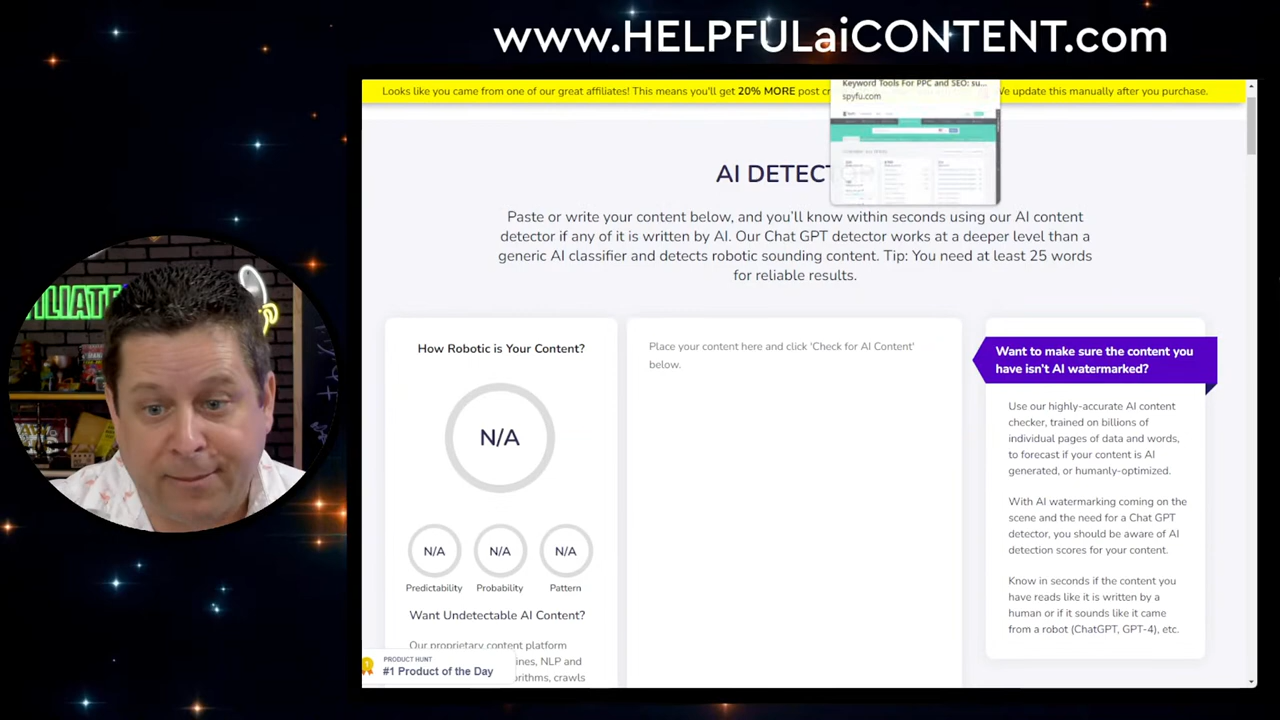 www.HELPFULaiCONTENT.com
Keyword Tools For PPC and SEO: su...
spyfu.com
Looks like you came from one of our great affiliates! This means you'll get 20% MORE post cr
We update this manually after you purchase.
AI DETECTOR
Paste or write your content below, and you'll know within seconds using our AI content
detector if any of it is written by AI. Our Chat GPT detector works at a deeper level than a
generic AI classifier and detects robotic sounding content. Tip: You need at least 25 words
for reliable results.
How Robotic is Your Content?
N/A
N/A N/A N/A
Predictability Probability Pattern
Want Undetectable AI Content?
Our proprietary content platform
ines, NLP and
orithms, crawls
PRODUCT HUNT
#1 Product of the Day
Place your content here and click 'Check for AI Content'
below.
Want to make sure the content you
have isn't AI watermarked?
Use our highly-accurate AI content
checker, trained on billions of
individual pages of data and words,
to forecast if your content is AI
generated, or humanly-optimized.
With AI watermarking coming on the
scene and the need for a Chat GPT
detector, you should be aware of AI
detection scores for your content.
Know in seconds if the content you
have reads like it is written by a
human or if it sounds like it came
from a robot (ChatGPT, GPT-4), etc.
ILIATE